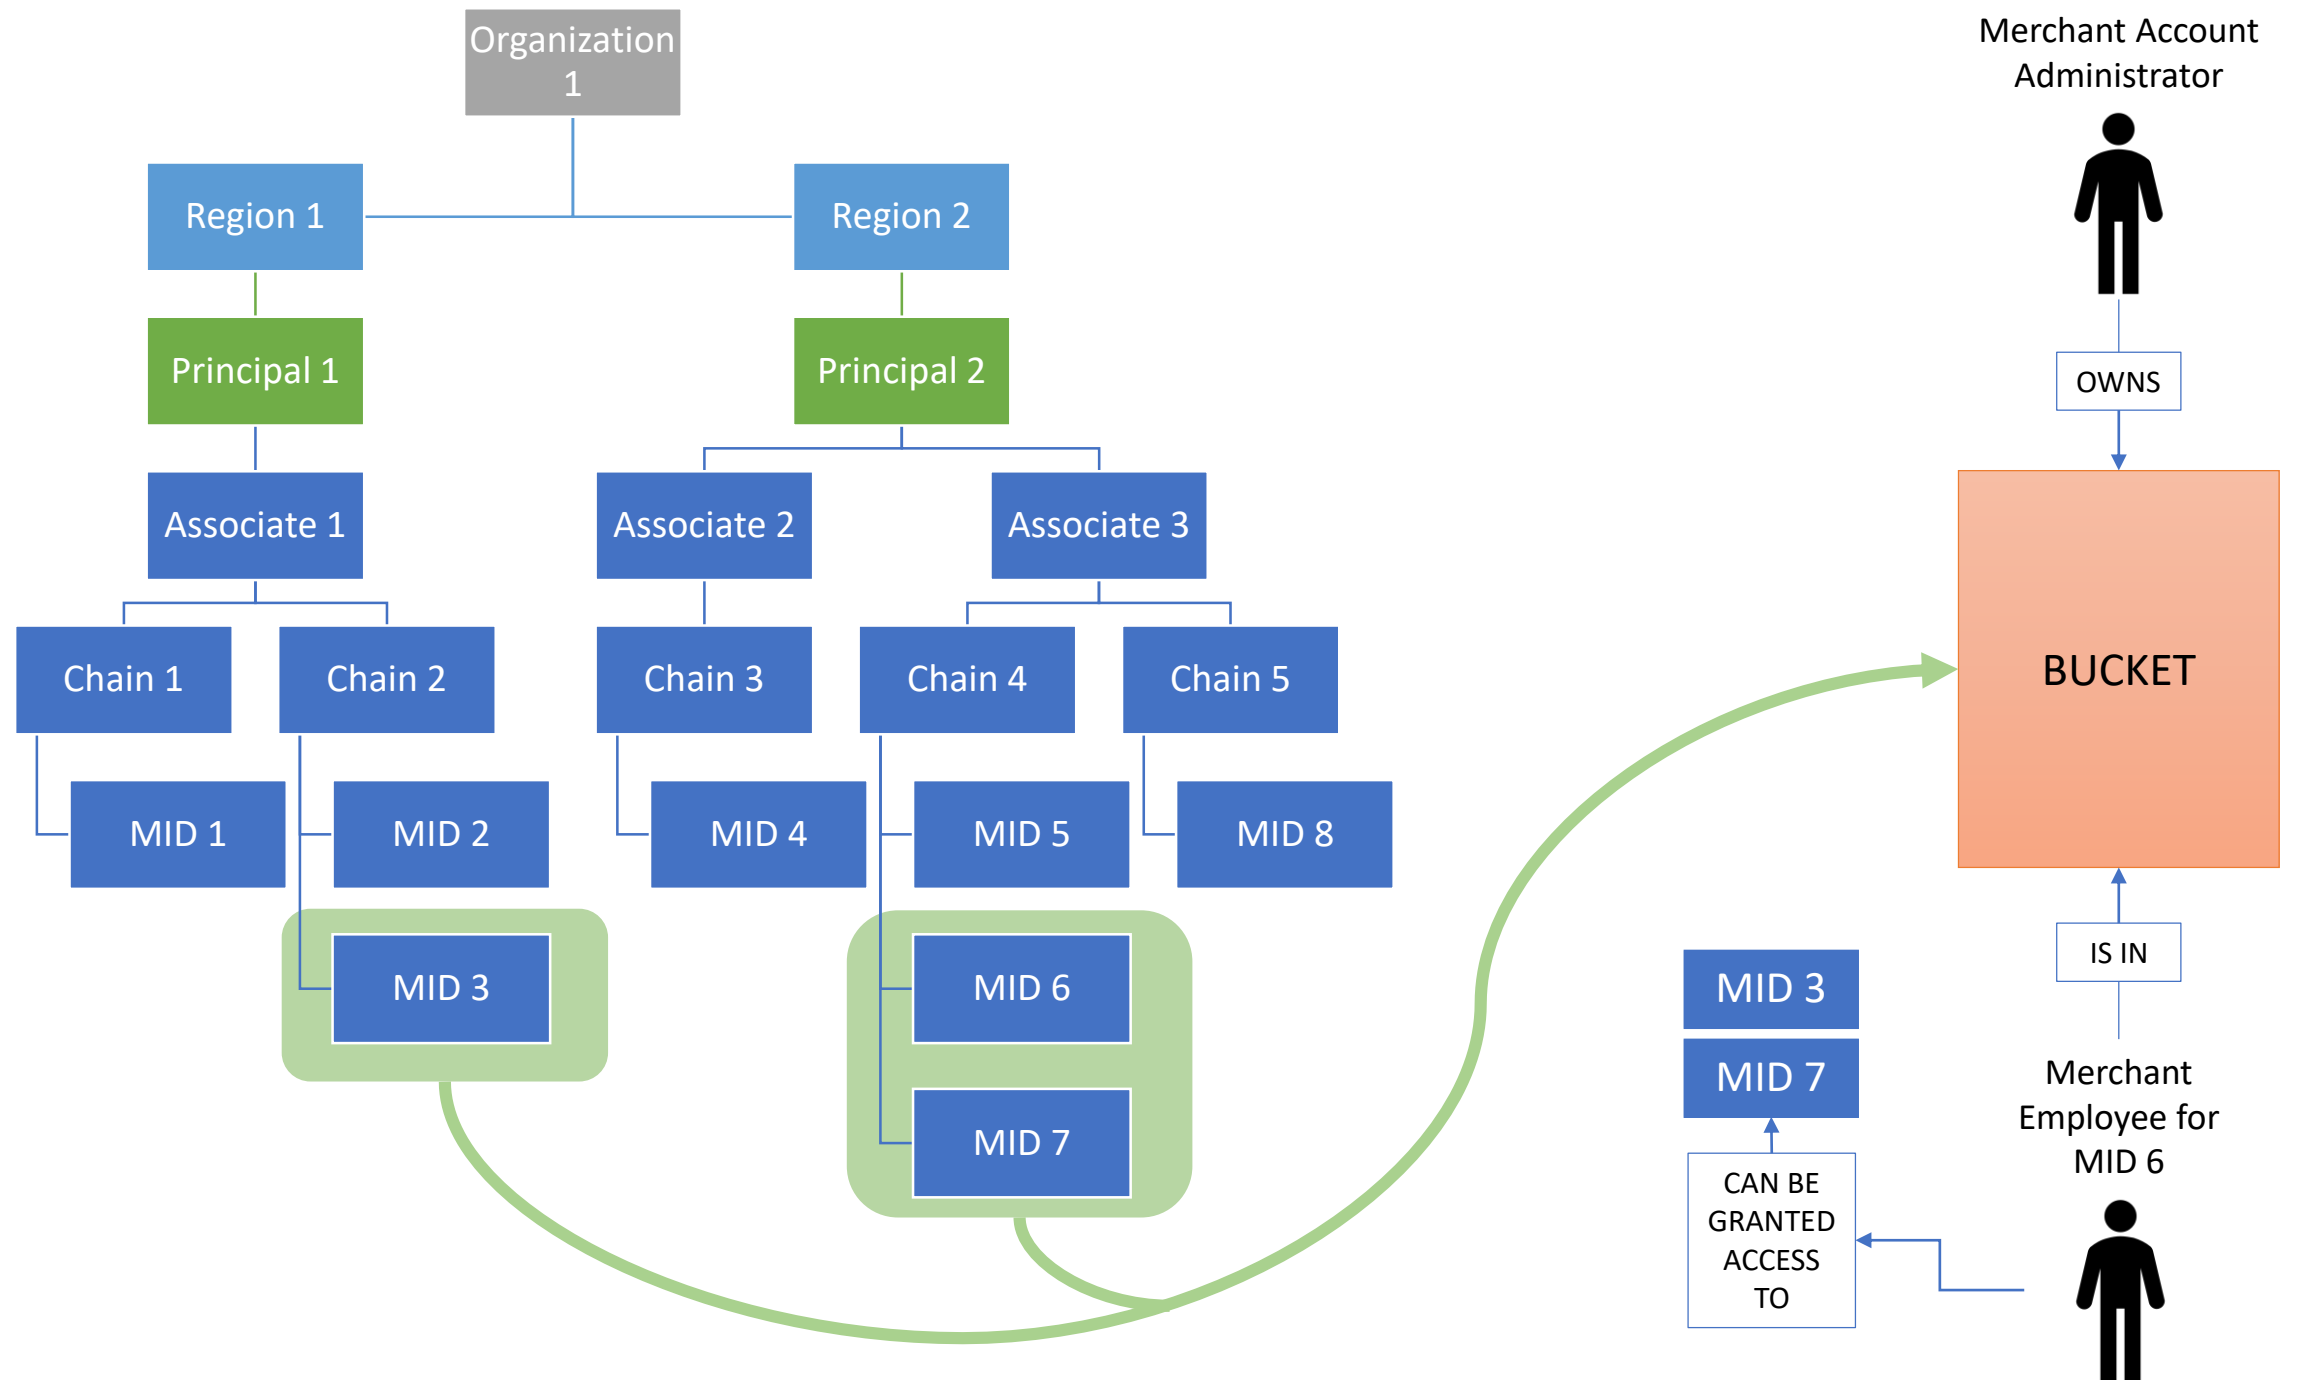 Organization
1
Region 1
Region 2
Principal 1
Principal 2
Associate 1
Associate 2
Associate 3
Chain 1
Chain 2
Chain 3
Chain 4
Chain 5
MID 1
MID 2
MID 4
MID 5
MID 8
MID 3
MID 6
MID 7
Merchant Account
Administrator
OWNS
BUCKET
IS IN
MID 3
MID 7
CAN BE
GRANTED
ACCESS
TO
Merchant
Employee for
MID 6